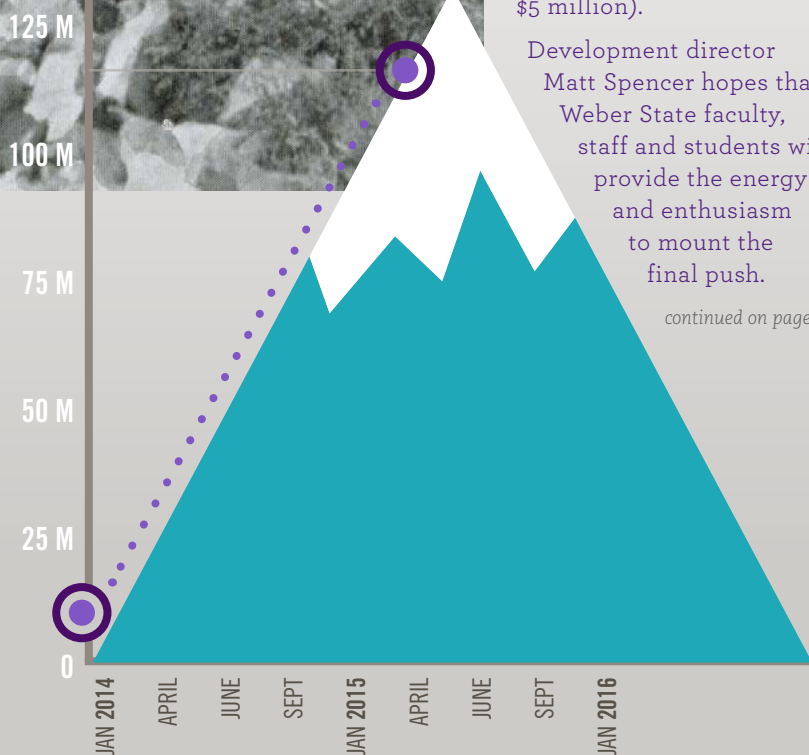 $5 million).
Development director
Matt Spencer hopes
Weber State faculty,
staff and students
provide the energy
and enthusiasm
to mount the
final push.
continued on page
125 M
100 M
75 M
50 M
25 M
0
JAN 2014
APRIL
JUNE
SEPT
JAN 2015
APRIL
JUNE
SEPT
JAN 2016